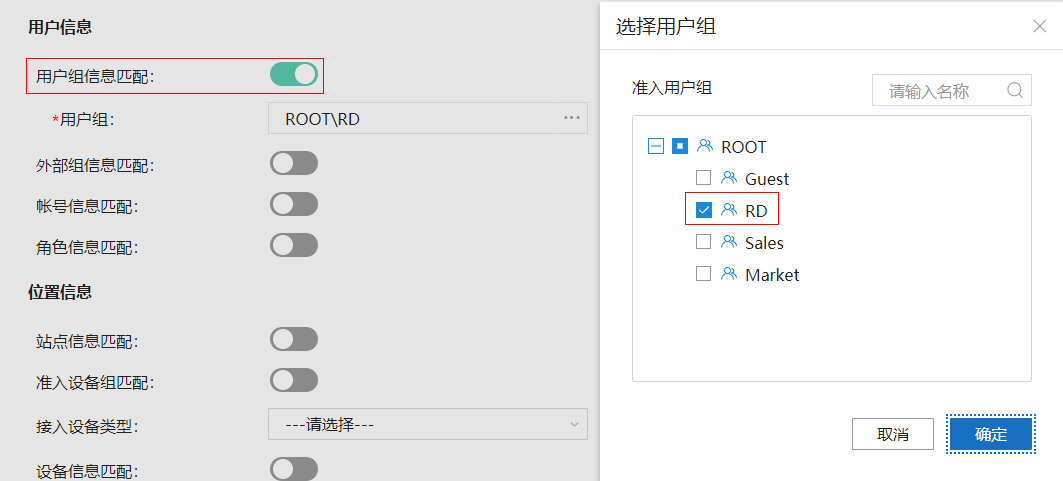 用户信息
用户组信息匹配:
*用户组:
ROOT\RD
...
外部组信息匹配:
帐号信息匹配:
角色信息匹配:
位置信息
站点信息匹配:
准入设备组匹配:
接入设备类型:
---请选择---
设备信息匹配:
选择用户组
准入用户组
请输入名称
ROOT
Guest
RD
Sales
Market
取消
确定